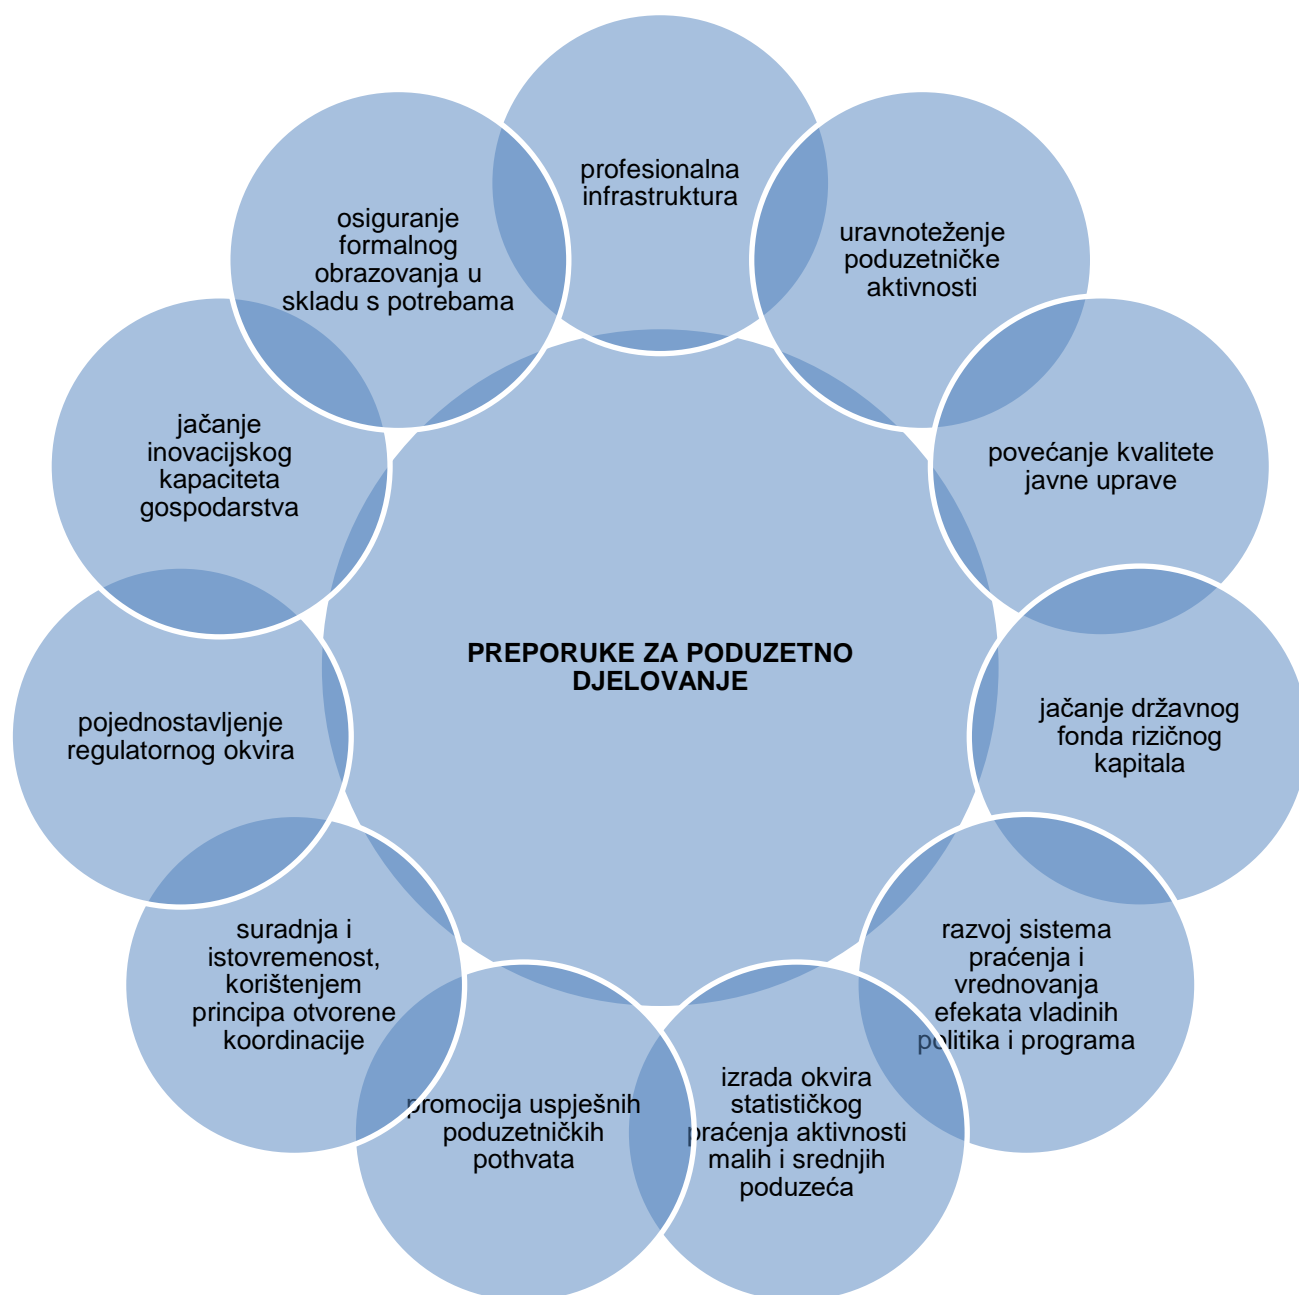 profesionalna
infrastruktura
uravnoteženje
poduzetničke
aktivnosti
povećanje kvalitete
javne uprave
jačanje državnog
fonda rizičnog
kapitala
razvoj sistema
praćenja i
vrednovanja
efekata vladinih
politika i programa
izrada okvira
statističkog
praćenja aktivnosti
malih i srednjih
poduzeća
promocija uspješnih
poduzetničkih
pothvata
suradnja i
istovremenost,
korištenjem
principa otvorene
koordinacije
pojednostavljenje
regulatornog okvira
jačanje
inovacijskog
kapaciteta
gospodarstva
osiguranje
formalnog
obrazovanja u
skladu s potrebama
PREPORUKE ZA PODUZETNO
DJELOVANJE